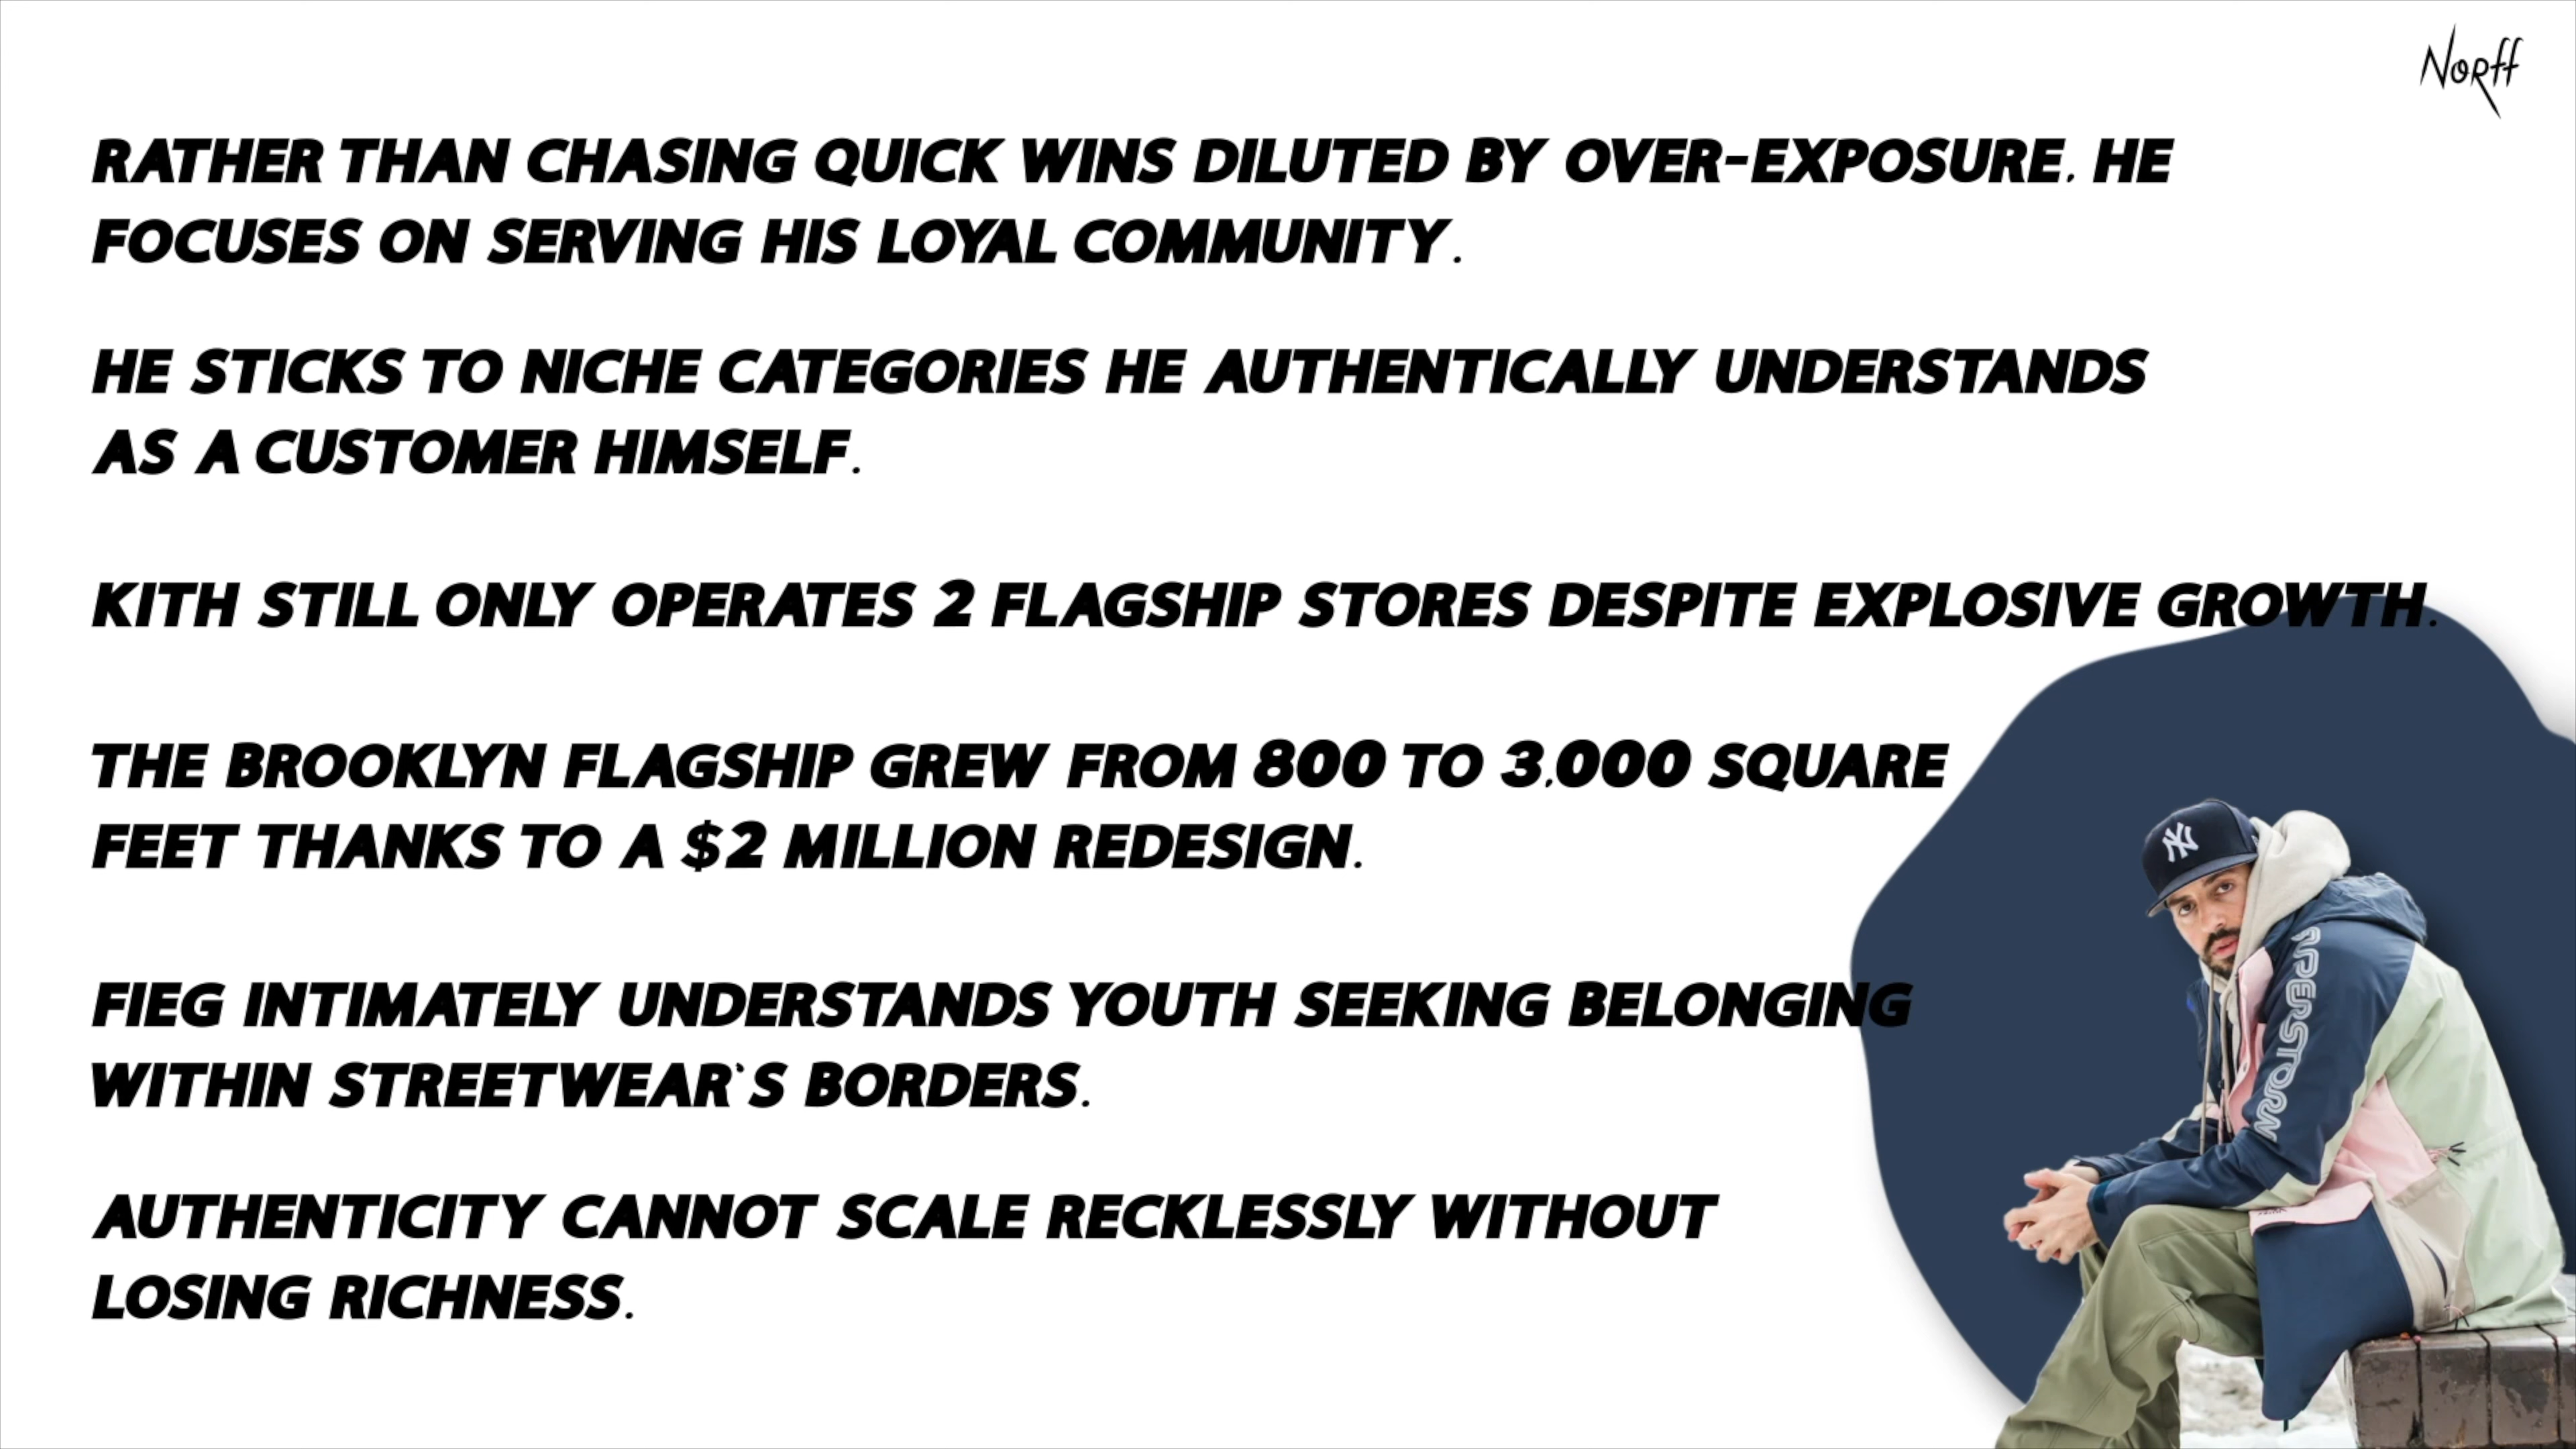 Norff
RATHER THAN CHASING QUICK WINS DILUTED BY OVER-EXPOSURE. HE
FOCUSES ON SERVING HIS LOYAL COMMUNITY.
HE STICKS TO NICHE CATEGORIES HE AUTHENTICALLY UNDERSTANDS
AS A CUSTOMER HIMSELF.
KITH STILL ONLY OPERATES 2 FLAGSHIP STORES DESPITE EXPLOSIVE GROWTH.
THE BROOKLYN FLAGSHIP GREW FROM 800 TO 3,000 SQUARE
FEET THANKS TO A $2 MILLION REDESIGN.
FIEG INTIMATELY UNDERSTANDS YOUTH SEEKING BELONGING
WITHIN STREETWEAR'S BORDERS.
AUTHENTICITY CANNOT SCALE RECKLESSLY WITHOUT
LOSING RICHNESS.
NY
SUPERSTORM